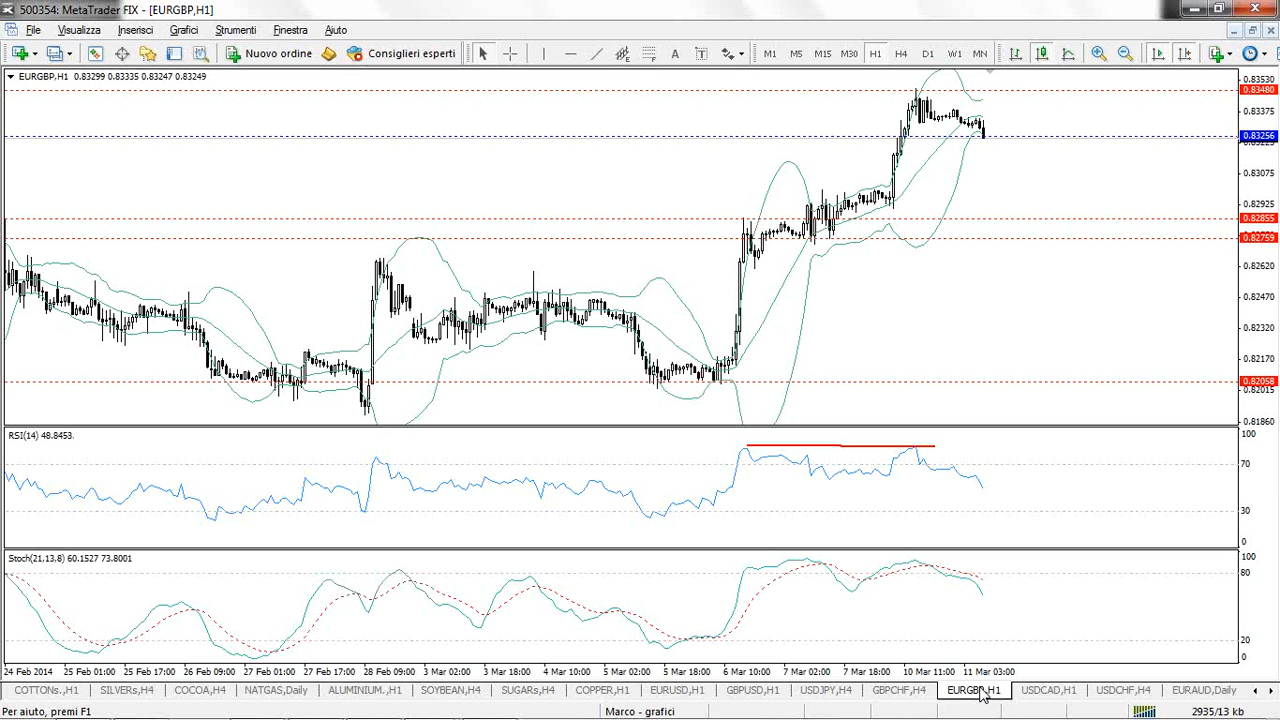 500354: MetaTrader FIX - [EURGBP,H1]
File Visualizza Inserisci Grafici Strumenti Finestra Aiuto
Nuovo ordine Consiglieri esperti A T M1 M5 M15 M30 H1 H4 D1 W1 MN
EURGBP,H1 0.83299 0.83335 0.83247 0.83249
0.83530
0.83480
0.83375
0.83256
0.83075
0.82925
0.82855
0.82759
0.82620
0.82470
0.82320
0.82170
0.82058
0.82015
0.81860
RSI(14) 48.8453
100
70
30
0
Stoch(21,13,8) 60.1527 73.8001
100
80
20
0
24 Feb 2014 25 Feb 01:00 25 Feb 17:00 26 Feb 09:00 27 Feb 01:00 27 Feb 17:00 28 Feb 09:00 3 Mar 02:00 3 Mar 18:00 4 Mar 10:00 5 Mar 02:00 5 Mar 18:00 6 Mar 10:00 7 Mar 02:00 7 Mar 18:00 10 Mar 11:00 11 Mar 03:00
COTTONs.,H1 SILVERs,H4 COCOA,H4 NATGAS,Daily ALUMINIUM.,H1 SOYBEAN,H4 SUGARs,H4 COPPER,H1 EURUSD,H1 GBPUSD,H1 USDJPY,H4 GBPCHF,H4 EURGBP,H1 USDCAD,H1 USDCHF,H4 EURAUD,Daily
Per aiuto, premi F1 Marco - grafici 2935/13 kb